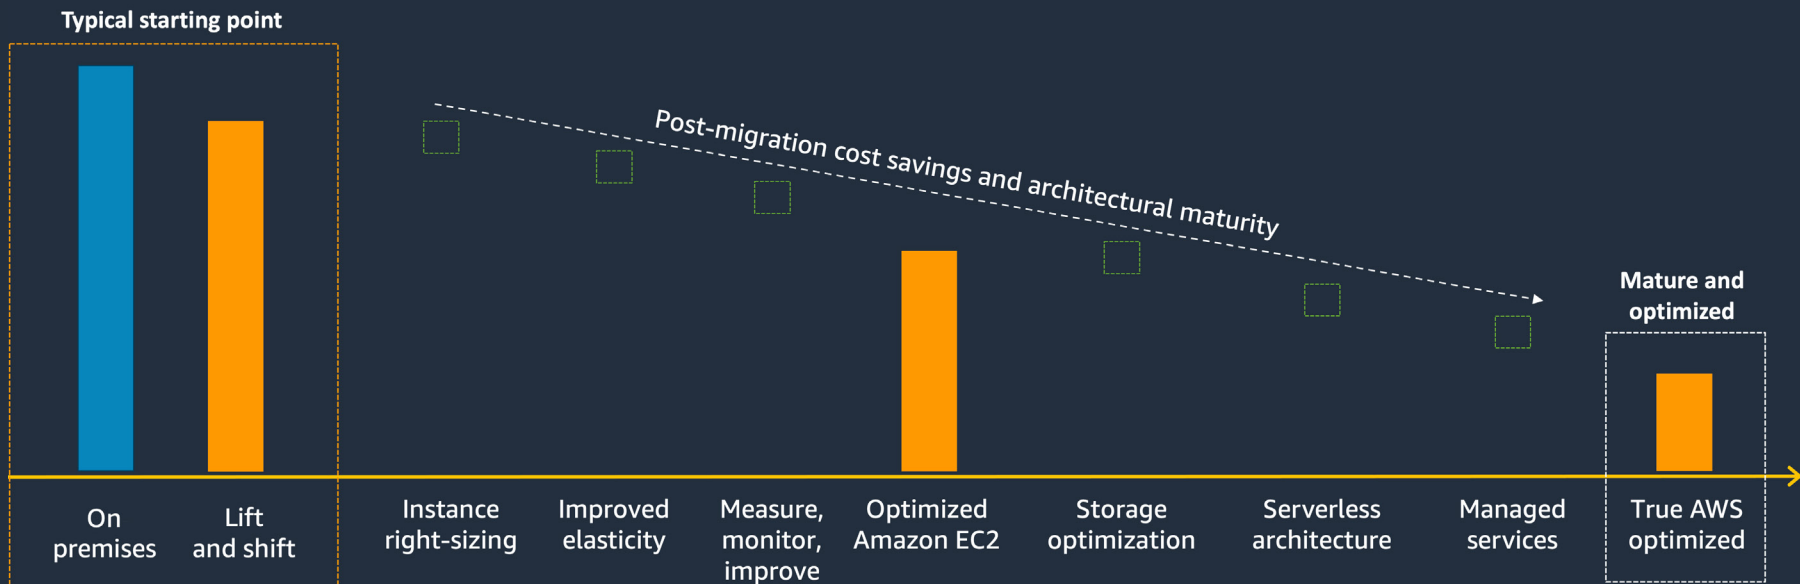 Typical starting point
Post-migration cost savings and architectural maturity
Mature and
optimized
On
premises
Lift
and shift
Instance
right-sizing
Improved
elasticity
Measure,
monitor,
improve
Optimized
Amazon EC2
Storage
optimization
Serverless
architecture
Managed
services
True AWS
optimized